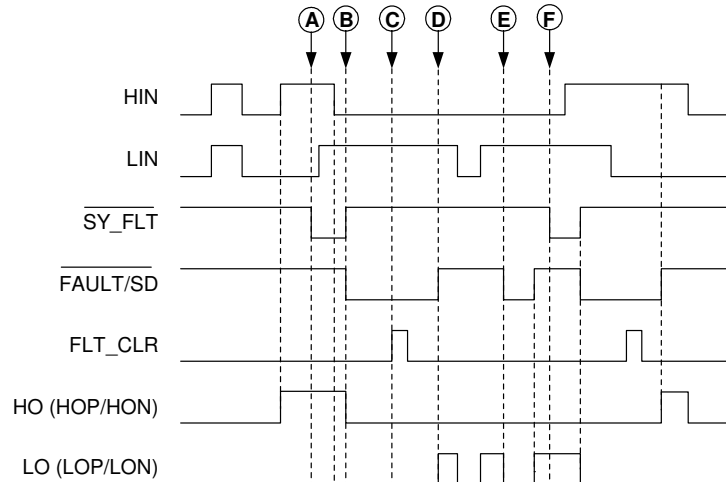 A B C D E F
HIN
LIN
SY_FLT
FAULT/SD
FLT_CLR
HO (HOP/HON)
LO (LOP/LON)